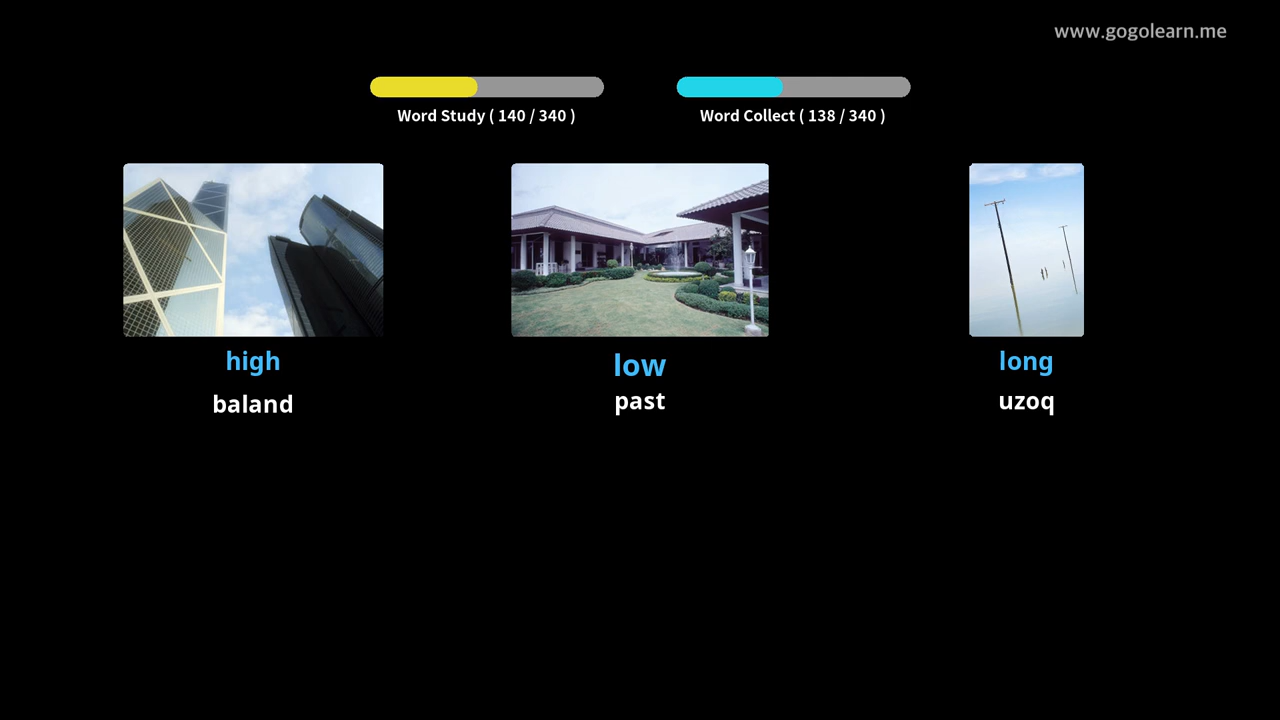 www.gogolearn.me
Word Study ( 140 / 340 )
Word Collect ( 138 / 340 )
high
baland
low
past
long
uzoq